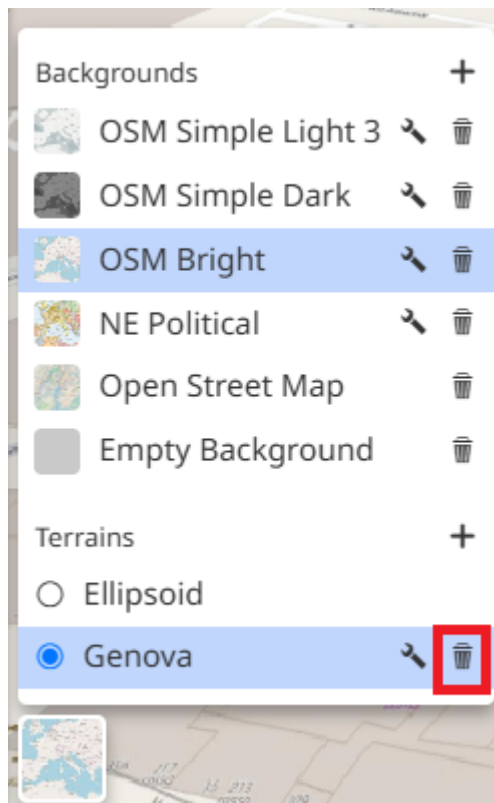 Backgrounds
OSM Simple Light 3
OSM Simple Dark
OSM Bright
NE Political
Open Street Map
Empty Background
Terrains
Ellipsoid
Genova